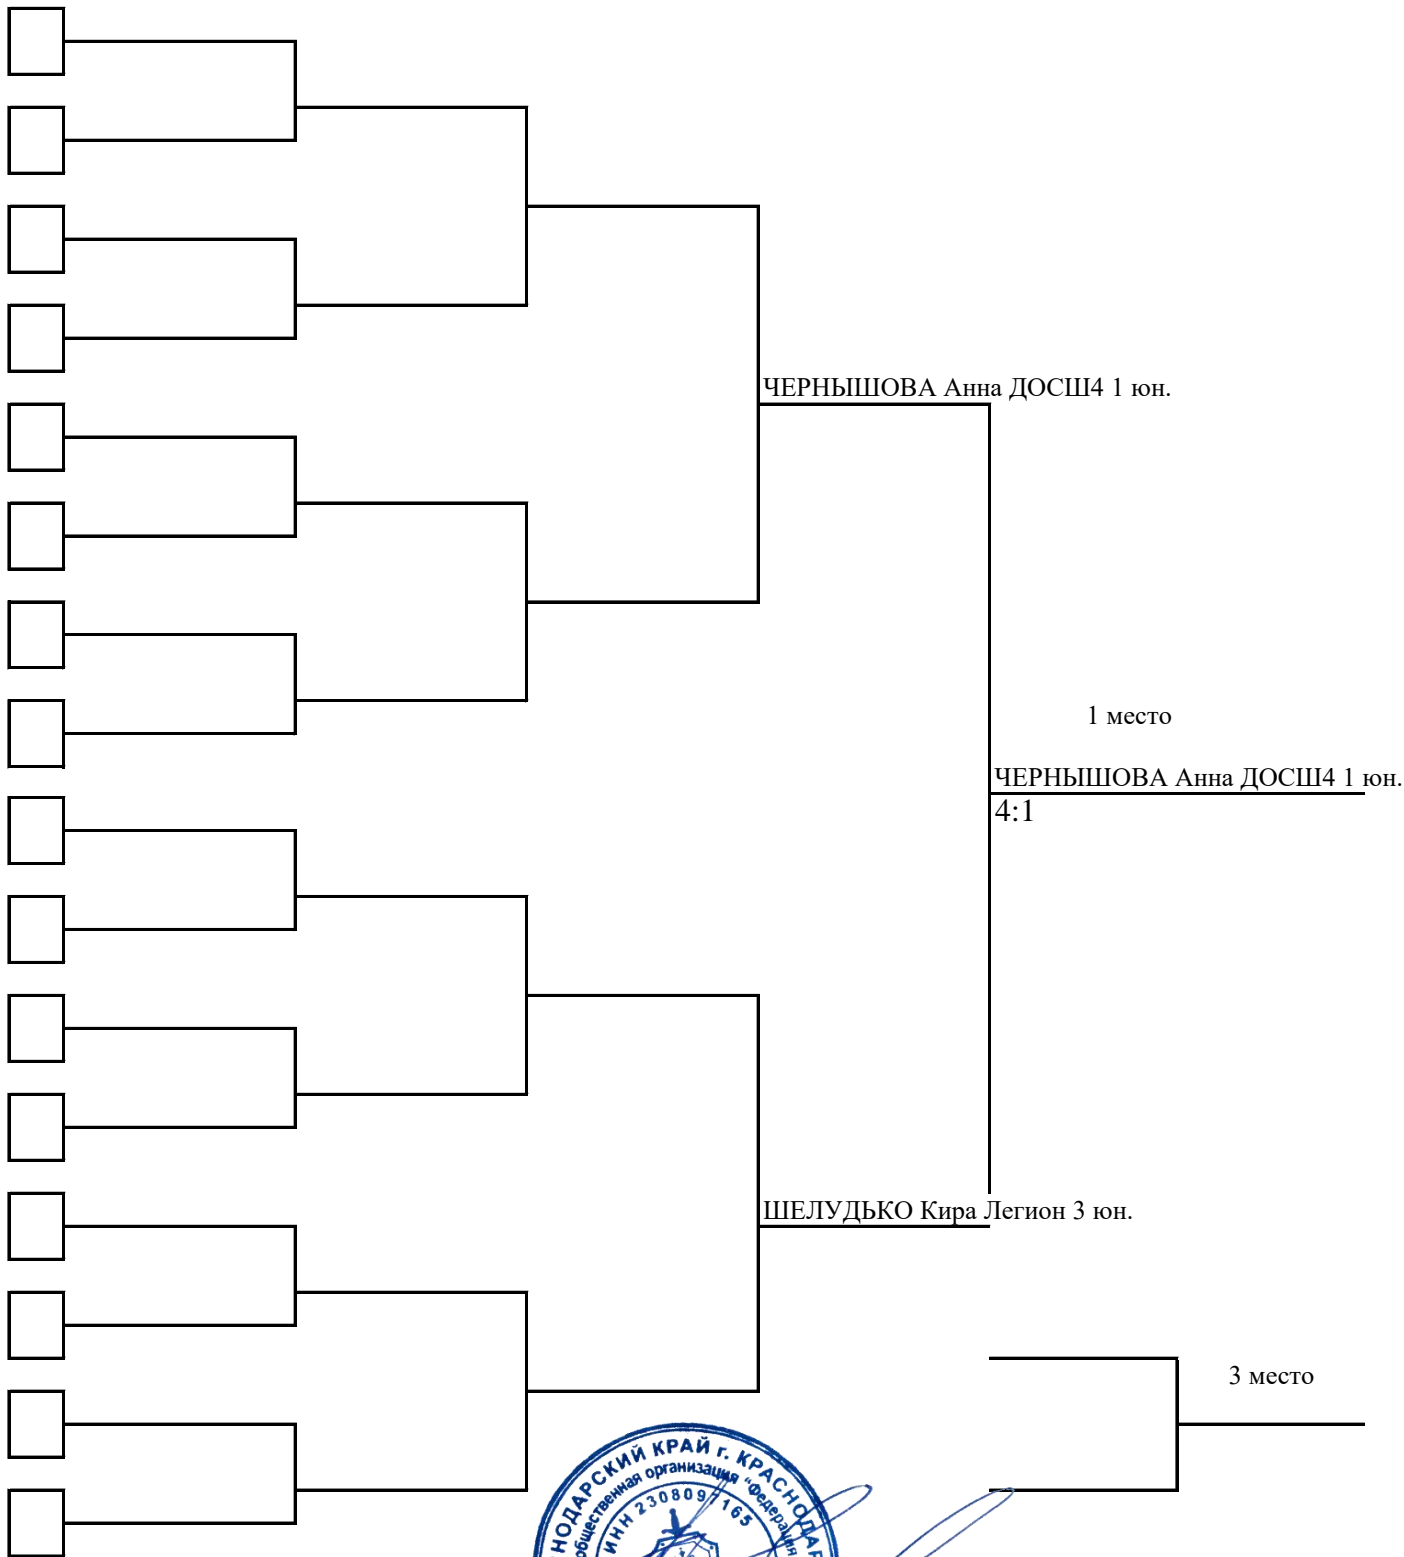 ЧЕРНЫШОВА Анна ДОСШ4 1 юн.
1 место
ЧЕРНЫШОВА Анна ДОСШ4 1 юн.
4:1
ШЕЛУДЬКО Кира Легион 3 юн.
3 место
НОДАРСКИЙ КРАЙ г. КРАСНОДАР
общественная организация "Федерация
ИНН 2308097165